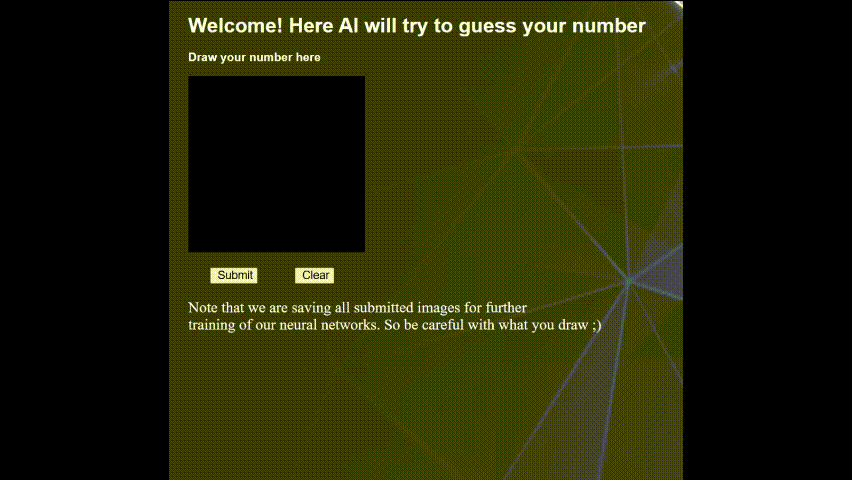 Welcome! Here AI will try to guess your number
Draw your number here
Submit Clear
Note that we are saving all submitted images for further
training of our neural networks. So be careful with what you draw ;)